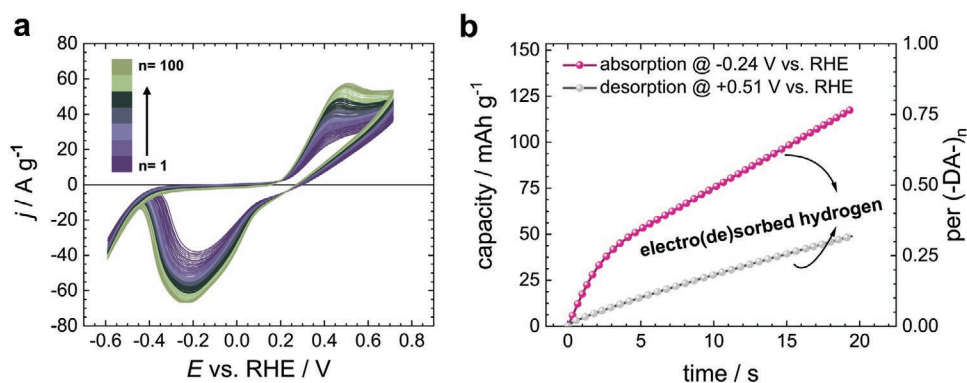 a
j / A g⁻¹
80
60
40
20
0
-20
-40
-60
-80
n= 100
n= 1
-0.6 -0.4 -0.2 0.0 0.2 0.4 0.6 0.8
E vs. RHE / V
b
capacity / mAh g⁻¹
150
125
100
75
50
25
0
absorption @ -0.24 V vs. RHE
desorption @ +0.51 V vs. RHE
electro(de)sorbed hydrogen
1.00
0.75
0.50
0.25
0.00
per (-DA-)ₙ
0 5 10 15 20
time / s